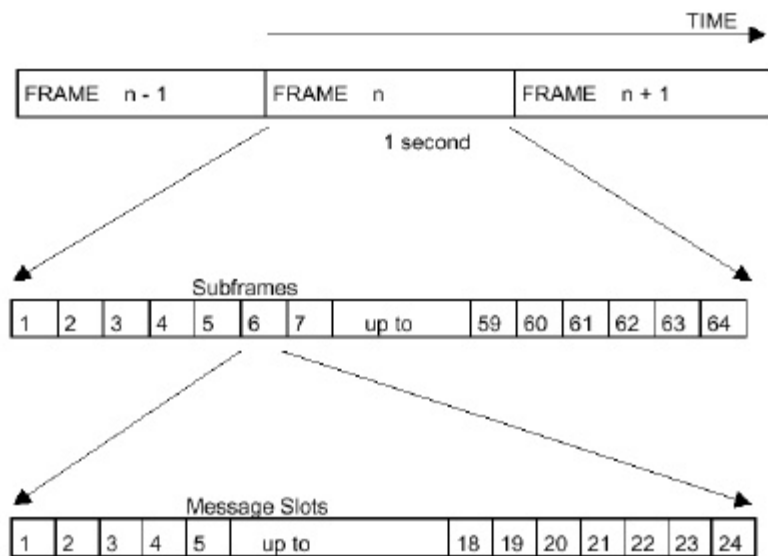 TIME
FRAME n - 1 FRAME n FRAME n + 1
1 second
Subframes
1 2 3 4 5 6 7 up to 59 60 61 62 63 64
Message Slots
1 2 3 4 5 up to 18 19 20 21 22 23 24